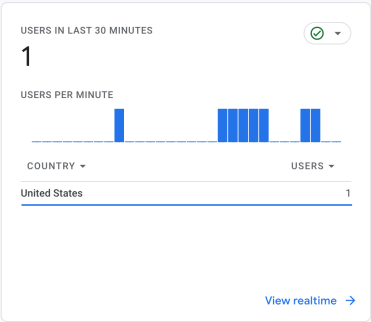 USERS IN LAST 30 MINUTES
1
USERS PER MINUTE
COUNTRY USERS
United States 1
View realtime